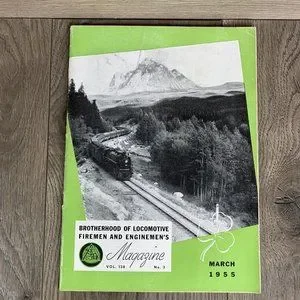 BROTHERHOOD OF LOCOMOTIVE
FIREMEN AND ENGINEMEN'S
Magazine
VOL. 138 No. 3
MARCH
1955